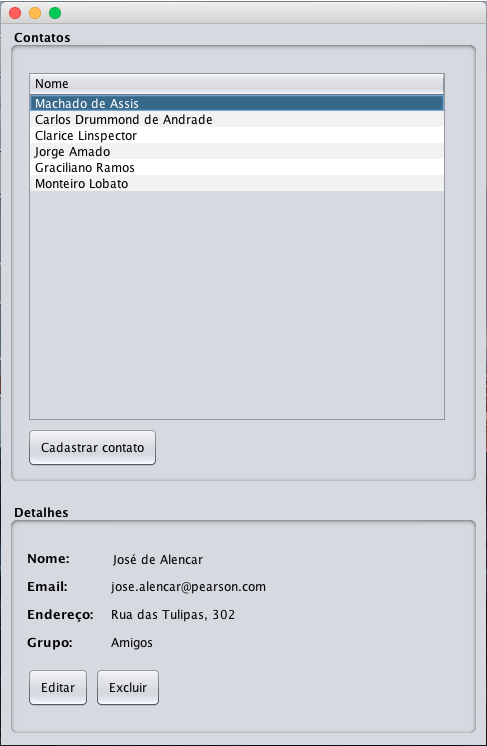 Contatos
Nome
Machado de Assis
Carlos Drummond de Andrade
Clarice Linspector
Jorge Amado
Graciliano Ramos
Monteiro Lobato
Cadastrar contato
Detalhes
Nome: José de Alencar
Email: jose.alencar@pearson.com
Endereço: Rua das Tulipas, 302
Grupo: Amigos
Editar Excluir